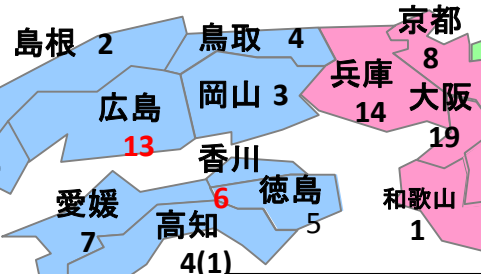 京都
8
島根 2
鳥取 4
兵庫
14
大阪
19
岡山 3
広島
13
香川
6
徳島
5
和歌山
1
愛媛
7
高知
4(1)